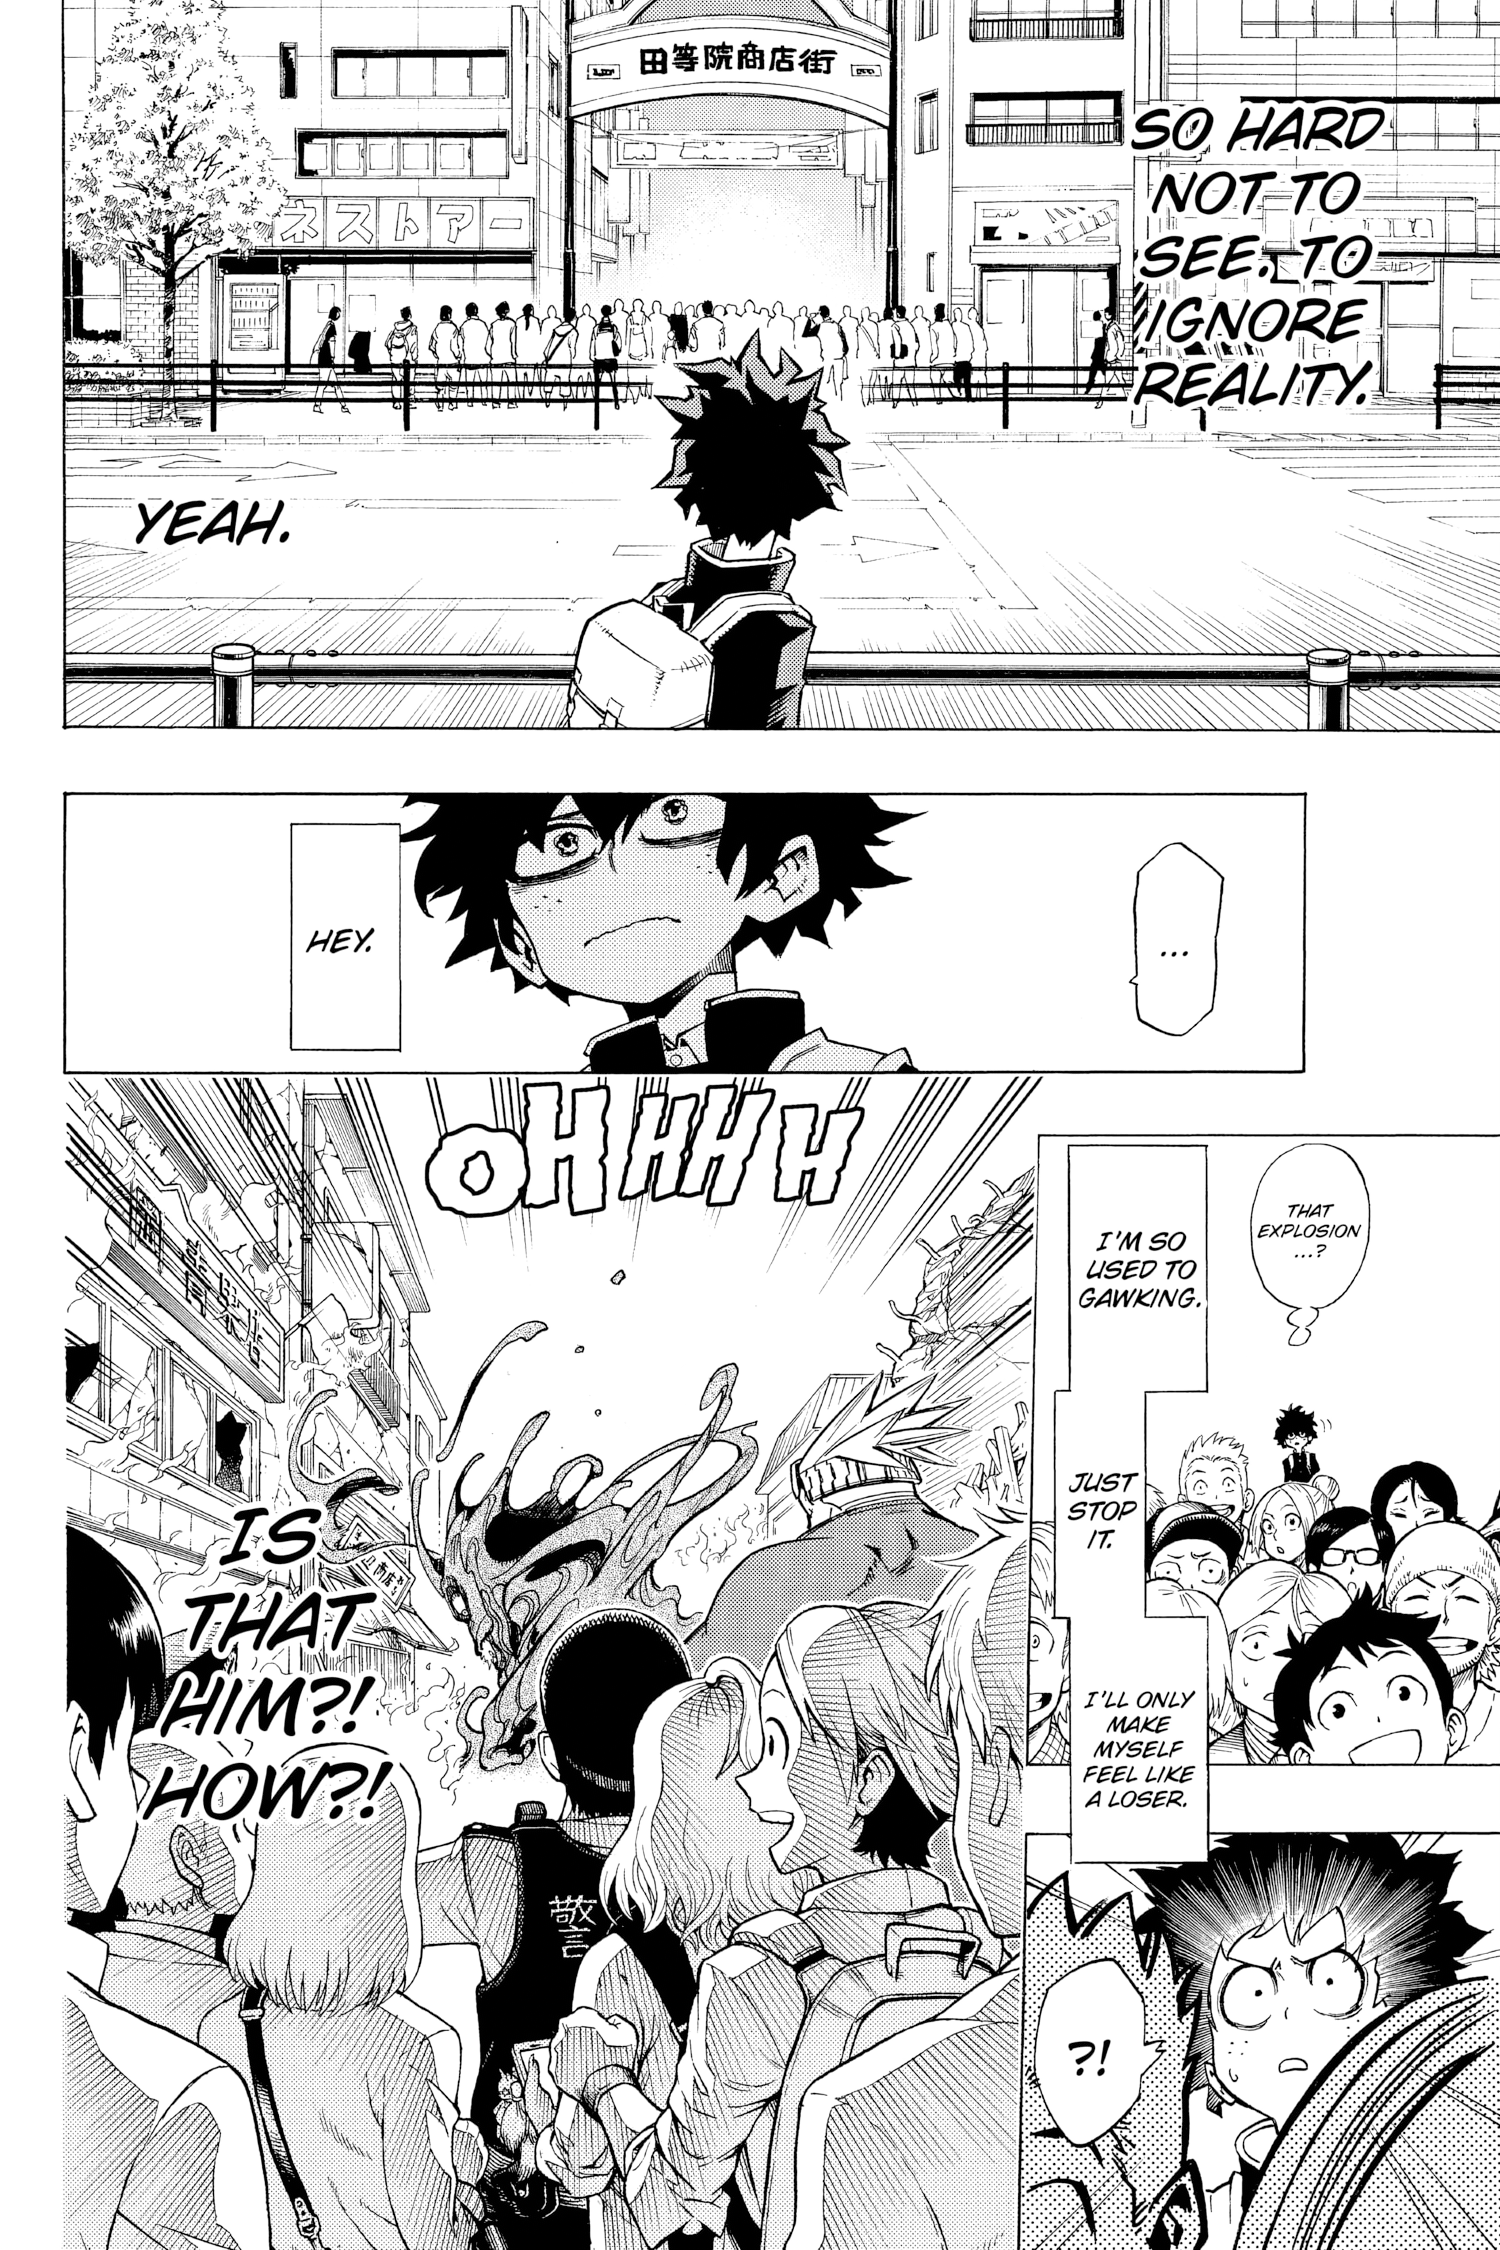 田等院商店街
ネストアー
SO HARD
NOT TO
SEE. TO
IGNORE
REALITY.
YEAH.
...
HEY.
THAT
EXPLOSION
...?
I'M SO
USED TO
GAWKING.
JUST
STOP
IT.
I'LL ONLY
MAKE
MYSELF
FEEL LIKE
A LOSER.
?!
OHHHHH
IS
THAT
HIM?!
HOW?!
警言